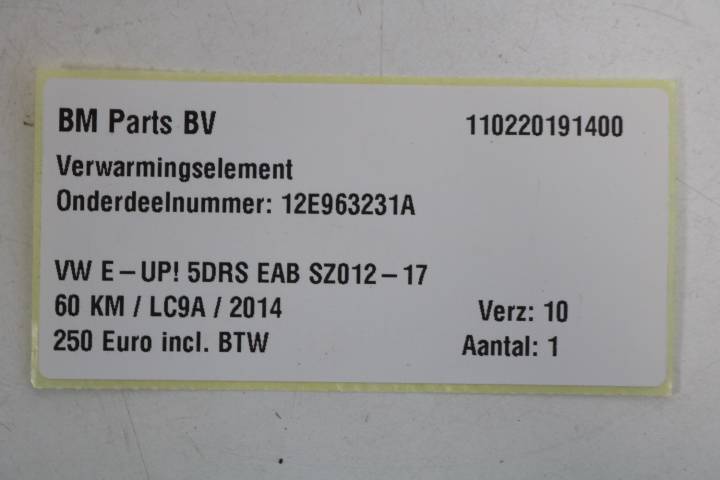 BM Parts BV 110220191400
Verwarmingselement
Onderdeelnummer: 12E963231A
VW E-UP! 5DRS EAB SZ012-17
60 KM / LC9A / 2014 Verz: 10
250 Euro incl. BTW Aantal: 1